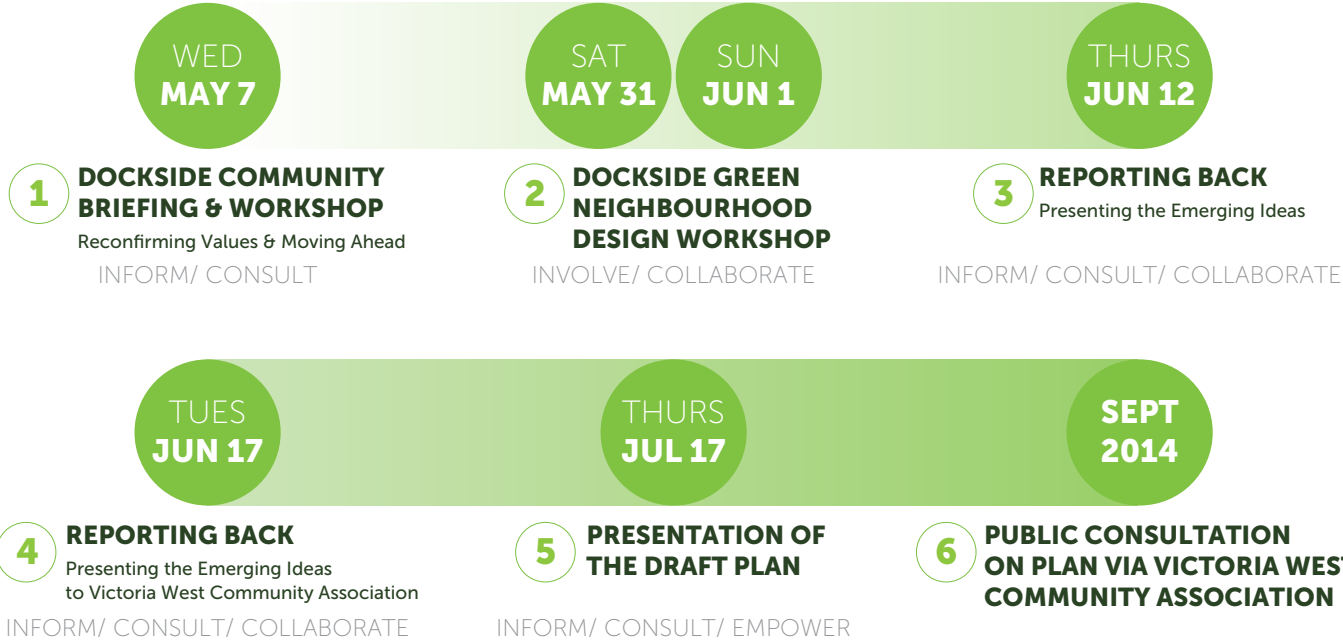 WED
MAY 7
SAT
MAY 31
SUN
JUN 1
THURS
JUN 12
1
DOCKSIDE COMMUNITY
BRIEFING & WORKSHOP
Reconfirming Values & Moving Ahead
INFORM/ CONSULT
2
DOCKSIDE GREEN
NEIGHBOURHOOD
DESIGN WORKSHOP
INVOLVE/ COLLABORATE
3
REPORTING BACK
Presenting the Emerging Ideas
INFORM/ CONSULT/ COLLABORATE
TUES
JUN 17
THURS
JUL 17
SEPT
2014
4
REPORTING BACK
Presenting the Emerging Ideas
to Victoria West Community Association
INFORM/ CONSULT/ COLLABORATE
5
PRESENTATION OF
THE DRAFT PLAN
INFORM/ CONSULT/ EMPOWER
6
PUBLIC CONSULTATION
ON PLAN VIA VICTORIA WEST
COMMUNITY ASSOCIATION